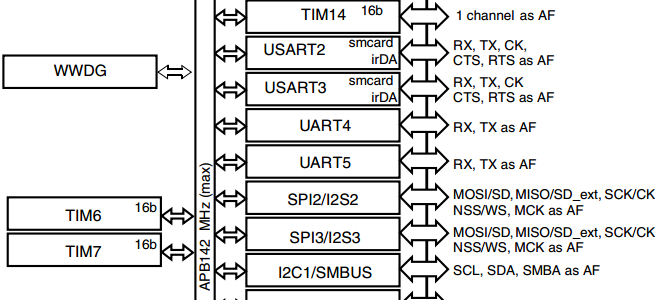 TIM14 16b
1 channel as AF
USART2 smcard
irDA
RX, TX, CK,
CTS, RTS as AF
WWDG
USART3 smcard
irDA
RX, TX, CK
CTS, RTS as AF
UART4
RX, TX as AF
UART5
RX, TX as AF
SPI2/I2S2
MOSI/SD, MISO/SD_ext, SCK/CK
NSS/WS, MCK as AF
TIM6 16b
SPI3/I2S3
MOSI/SD, MISO/SD_ext, SCK/CK
NSS/WS, MCK as AF
TIM7 16b
I2C1/SMBUS
SCL, SDA, SMBA as AF
APB142 MHz (max)